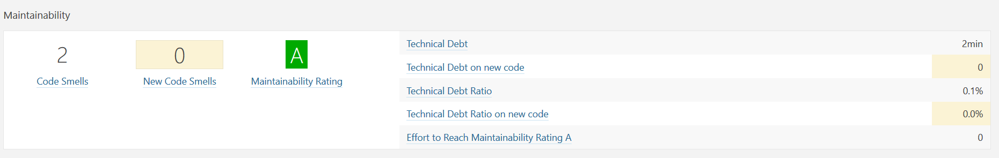 Maintainability
2
Code Smells
0
New Code Smells
A
Maintainability Rating
Technical Debt 2min
Technical Debt on new code 0
Technical Debt Ratio 0.1%
Technical Debt Ratio on new code 0.0%
Effort to Reach Maintainability Rating A 0